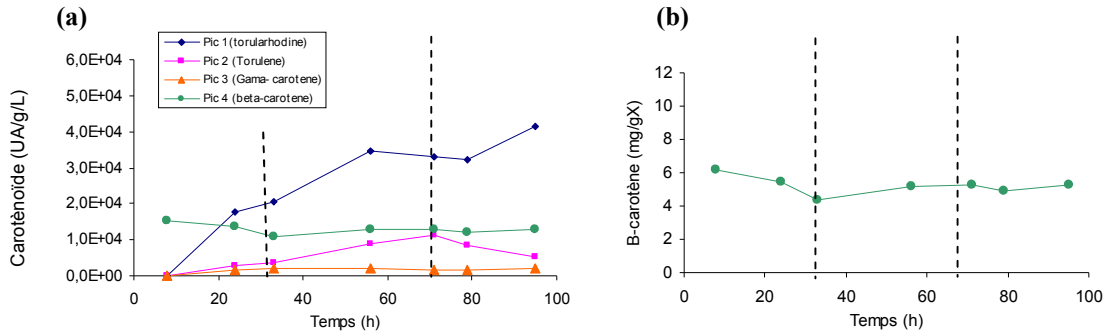 (a)
Pic 1 (torularhodine)
Pic 2 (Torulene)
Pic 3 (Gama- carotene)
Pic 4 (beta-carotene)
6,0E+04
5,0E+04
4,0E+04
3,0E+04
2,0E+04
1,0E+04
0,0E+00
Carotènoïde (UA/g/L)
0 20 40 60 80 100
Temps (h)
(b)
12
10
8
6
4
2
0
B-carotène (mg/gX)
0 20 40 60 80 100
Temps (h)